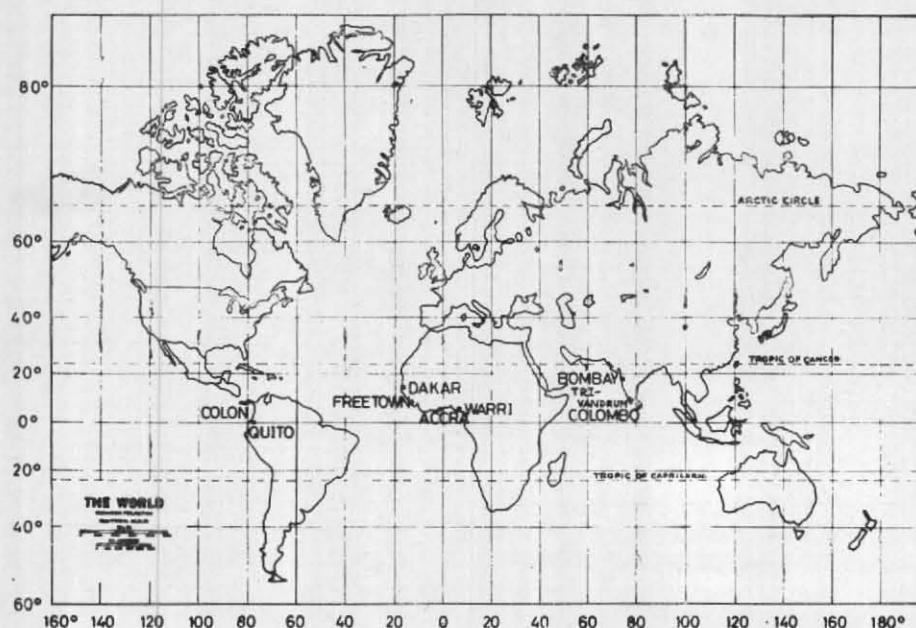 80°
ARCTIC CIRCLE
60°
40°
TROPIC OF CANCER
20°
BOMBAY
DAKAR
TRI-
FREETOWN
WARRI
VANDRUM
COLON
ACCRA
COLOMBO
0°
QUITO
20°
TROPIC OF
THE WORLD
40°
60°
160° 140 120 100 80 60 40 20 0 20 40 60 80 100 120 140 160 180°